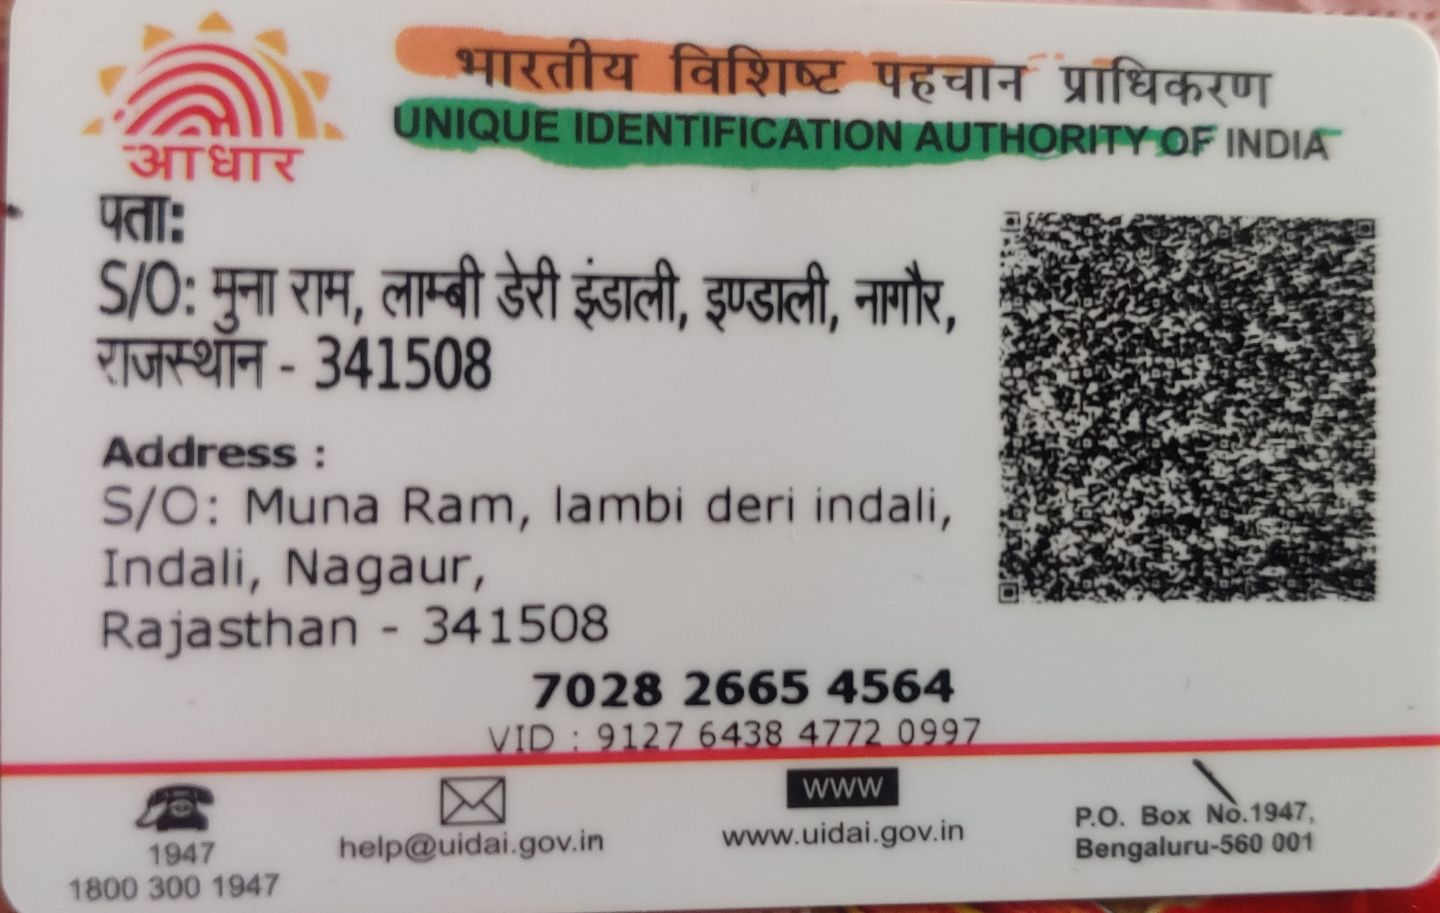 भारतीय विशिष्ट पहचान प्राधिकरण
UNIQUE IDENTIFICATION AUTHORITY OF INDIA
आधार
पता:
S/O: मुना राम, लाम्बी डेरी इंडाली, इण्डाली, नागौर,
राजस्थान - 341508
Address :
S/O: Muna Ram, lambi deri indali,
Indali, Nagaur,
Rajasthan - 341508
7028 2665 4564
VID : 9127 6438 4772 0997
1947
1800 300 1947
help@uidai.gov.in
WWW
www.uidai.gov.in
P.O. Box No.1947,
Bengaluru-560 001